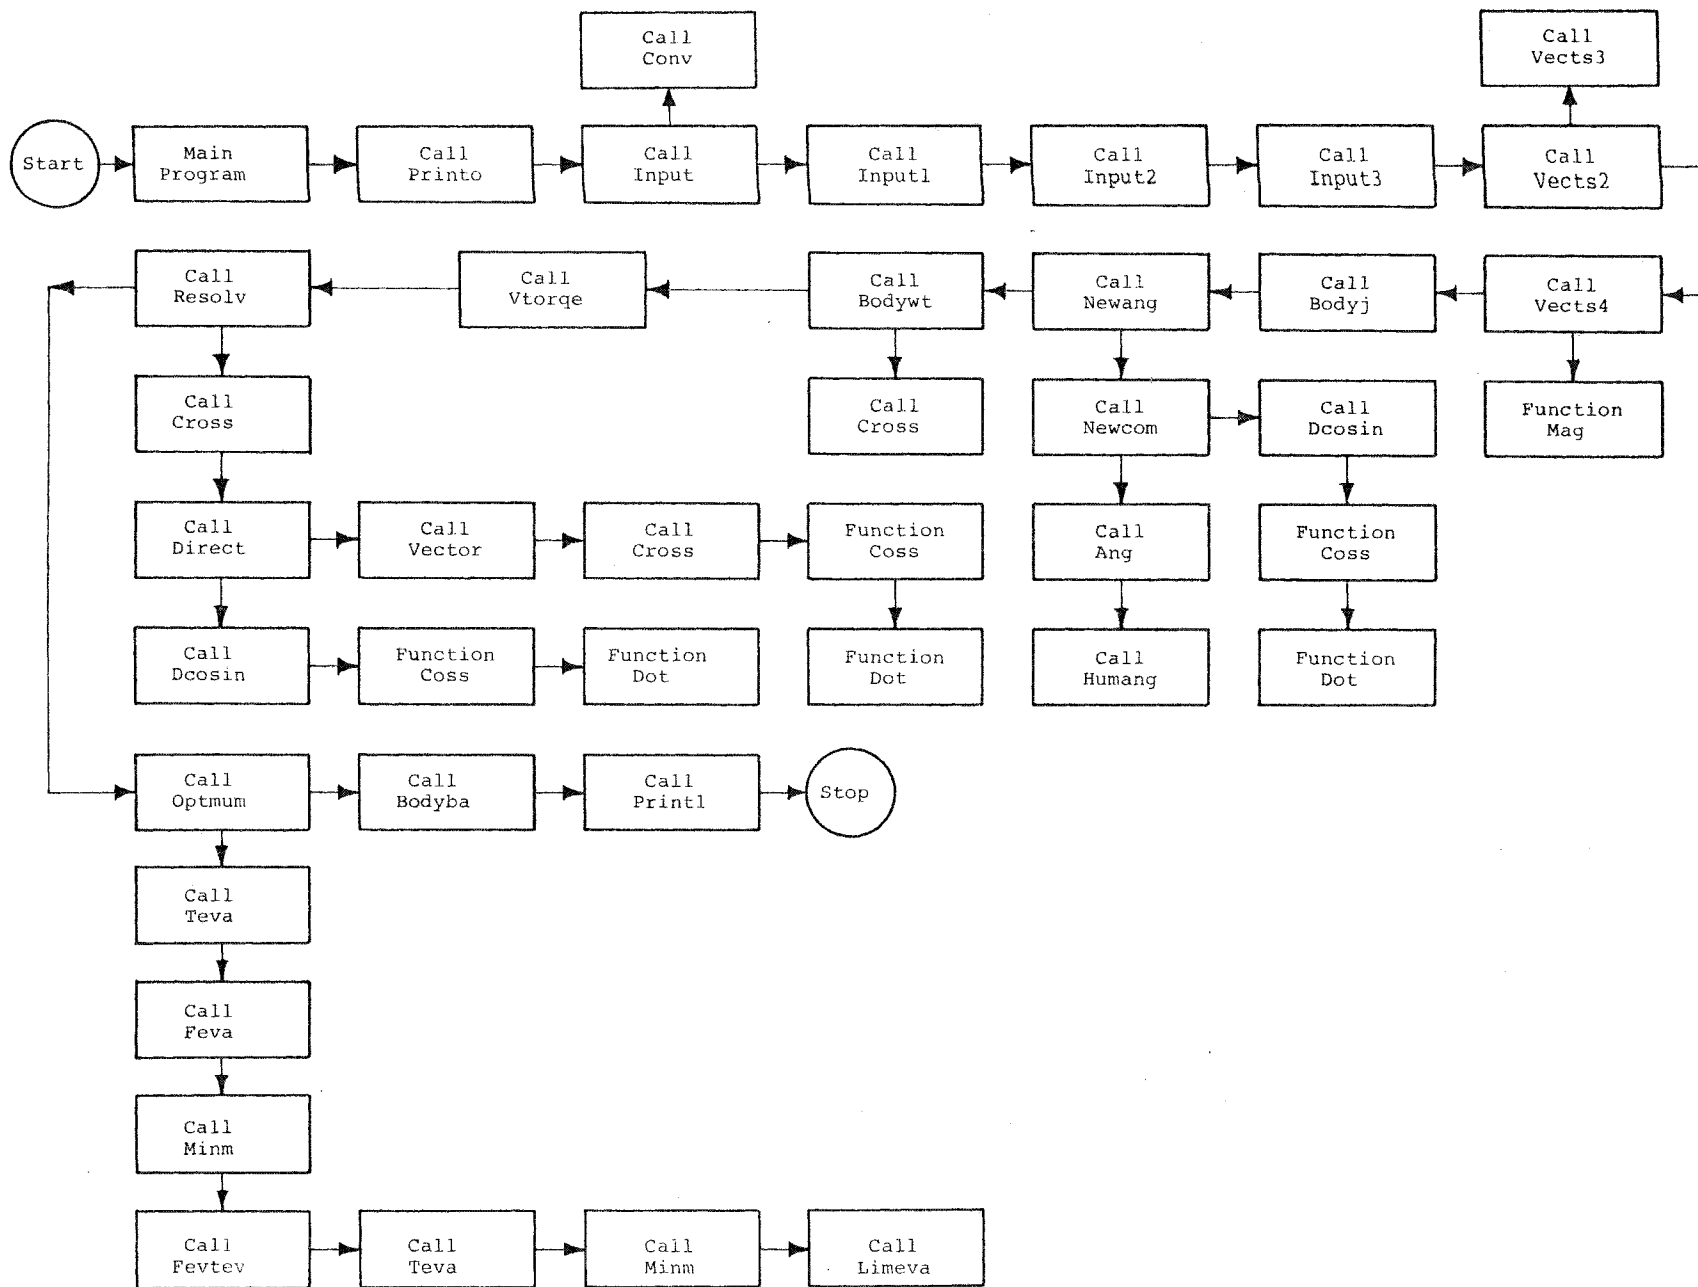 Call
Conv
Call
Vects3
Start
Main
Program
Call
Printo
Call
Input
Call
Input1
Call
Input2
Call
Input3
Call
Vects2
Call
Resolv
Call
Vtorqe
Call
Bodywt
Call
Newang
Call
Bodyj
Call
Vects4
Call
Cross
Call
Cross
Call
Newcom
Call
Dcosin
Function
Mag
Call
Direct
Call
Vector
Call
Cross
Function
Coss
Call
Ang
Function
Coss
Call
Dcosin
Function
Coss
Function
Dot
Function
Dot
Call
Humang
Function
Dot
Call
Optmum
Call
Bodyba
Call
Print1
Stop
Call
Teva
Call
Feva
Call
Minm
Call
Fevtev
Call
Teva
Call
Minm
Call
Limeva